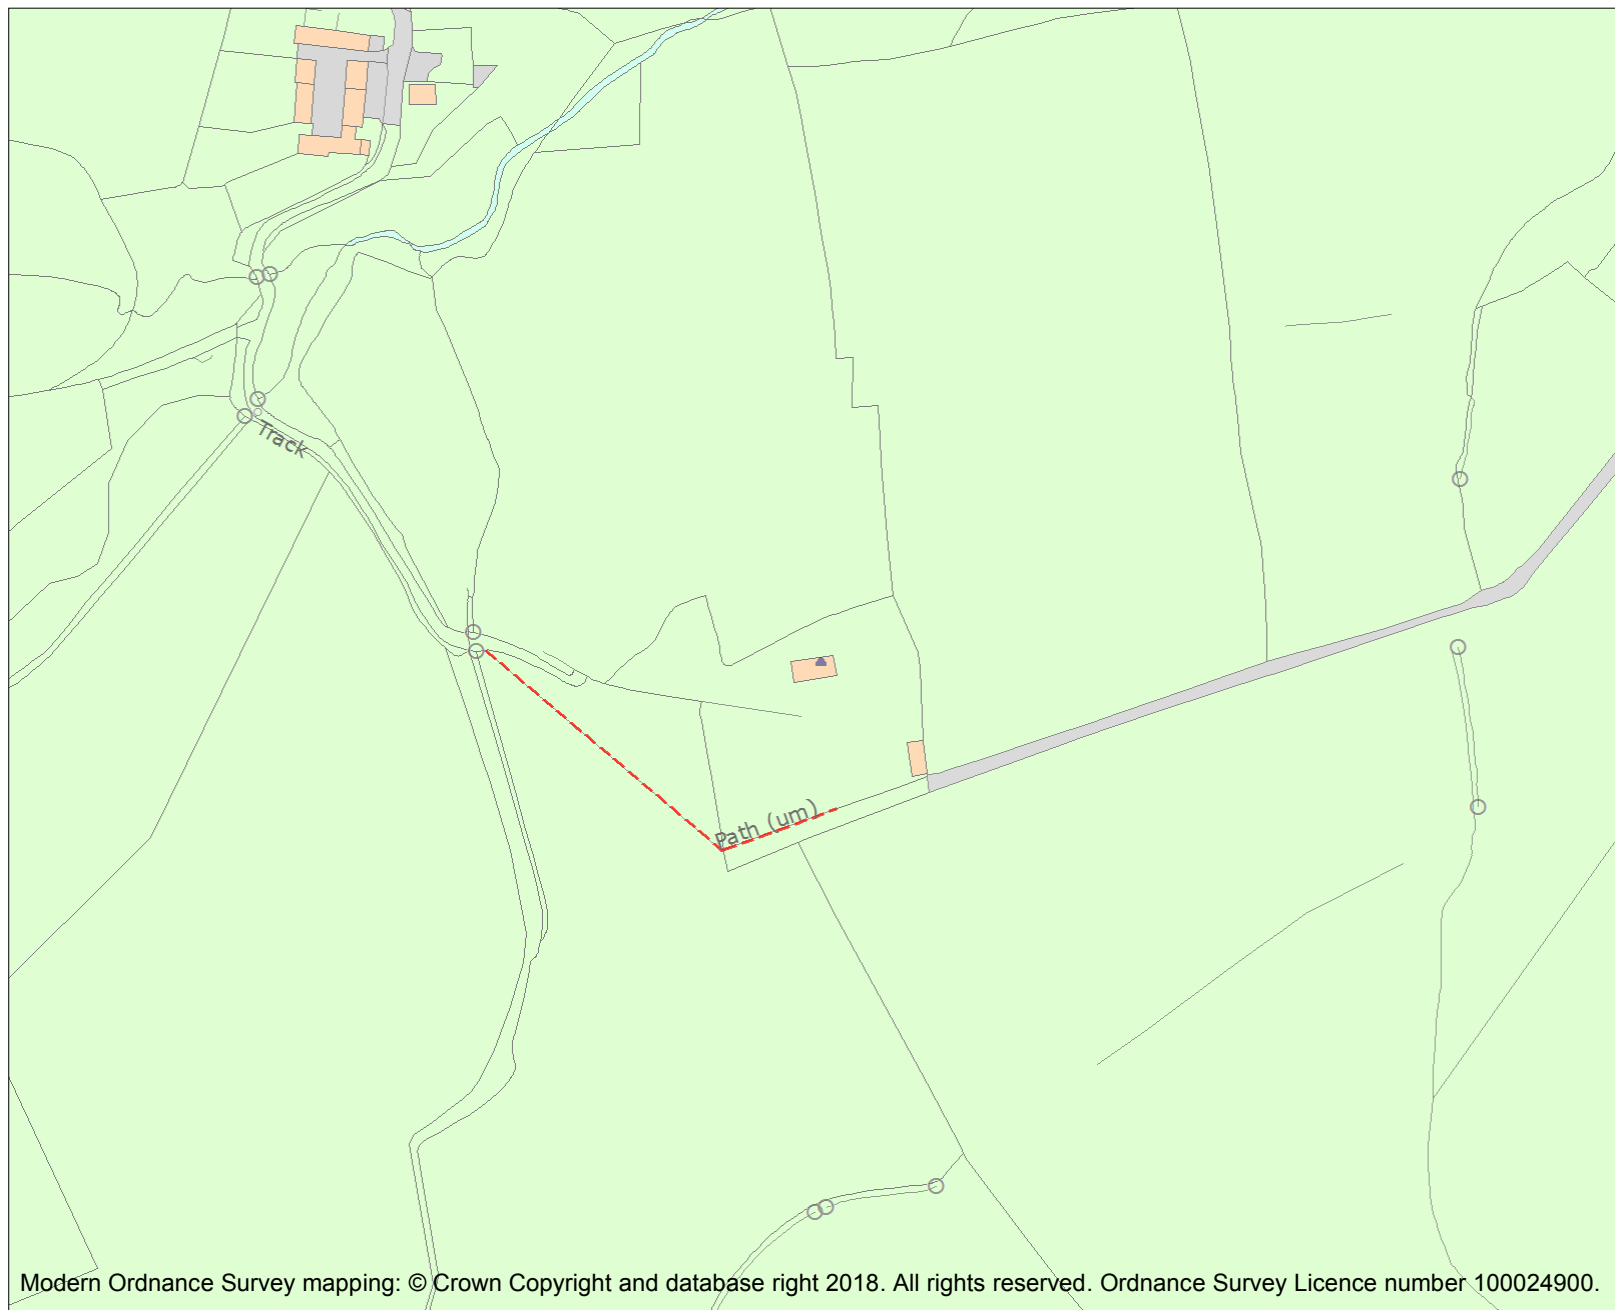 Track
Path (um)
Modern Ordnance Survey mapping: © Crown Copyright and database right 2018. All rights reserved. Ordnance Survey Licence number 100024900.